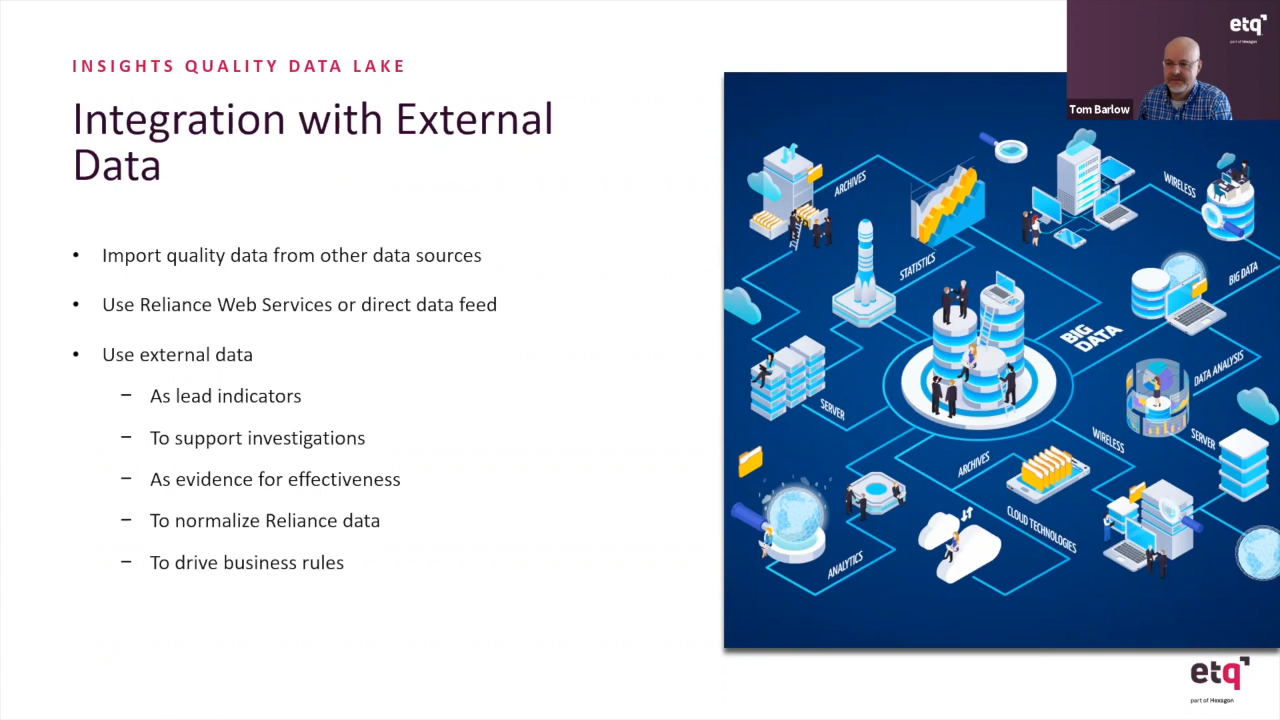 INSIGHTS QUALITY DATA LAKE
Integration with External
Data
• Import quality data from other data sources
• Use Reliance Web Services or direct data feed
• Use external data
– As lead indicators
– To support investigations
– As evidence for effectiveness
– To normalize Reliance data
– To drive business rules
etq
part of Hexagon
Tom Barlow
ARCHIVES
WIRELESS
STATISTICS
BIG DATA
BIG
DATA
DATA ANALYSIS
SERVER
WIRELESS
SERVER
ARCHIVES
CLOUD TECHNOLOGIES
ANALYTICS
etq
part of Hexagon